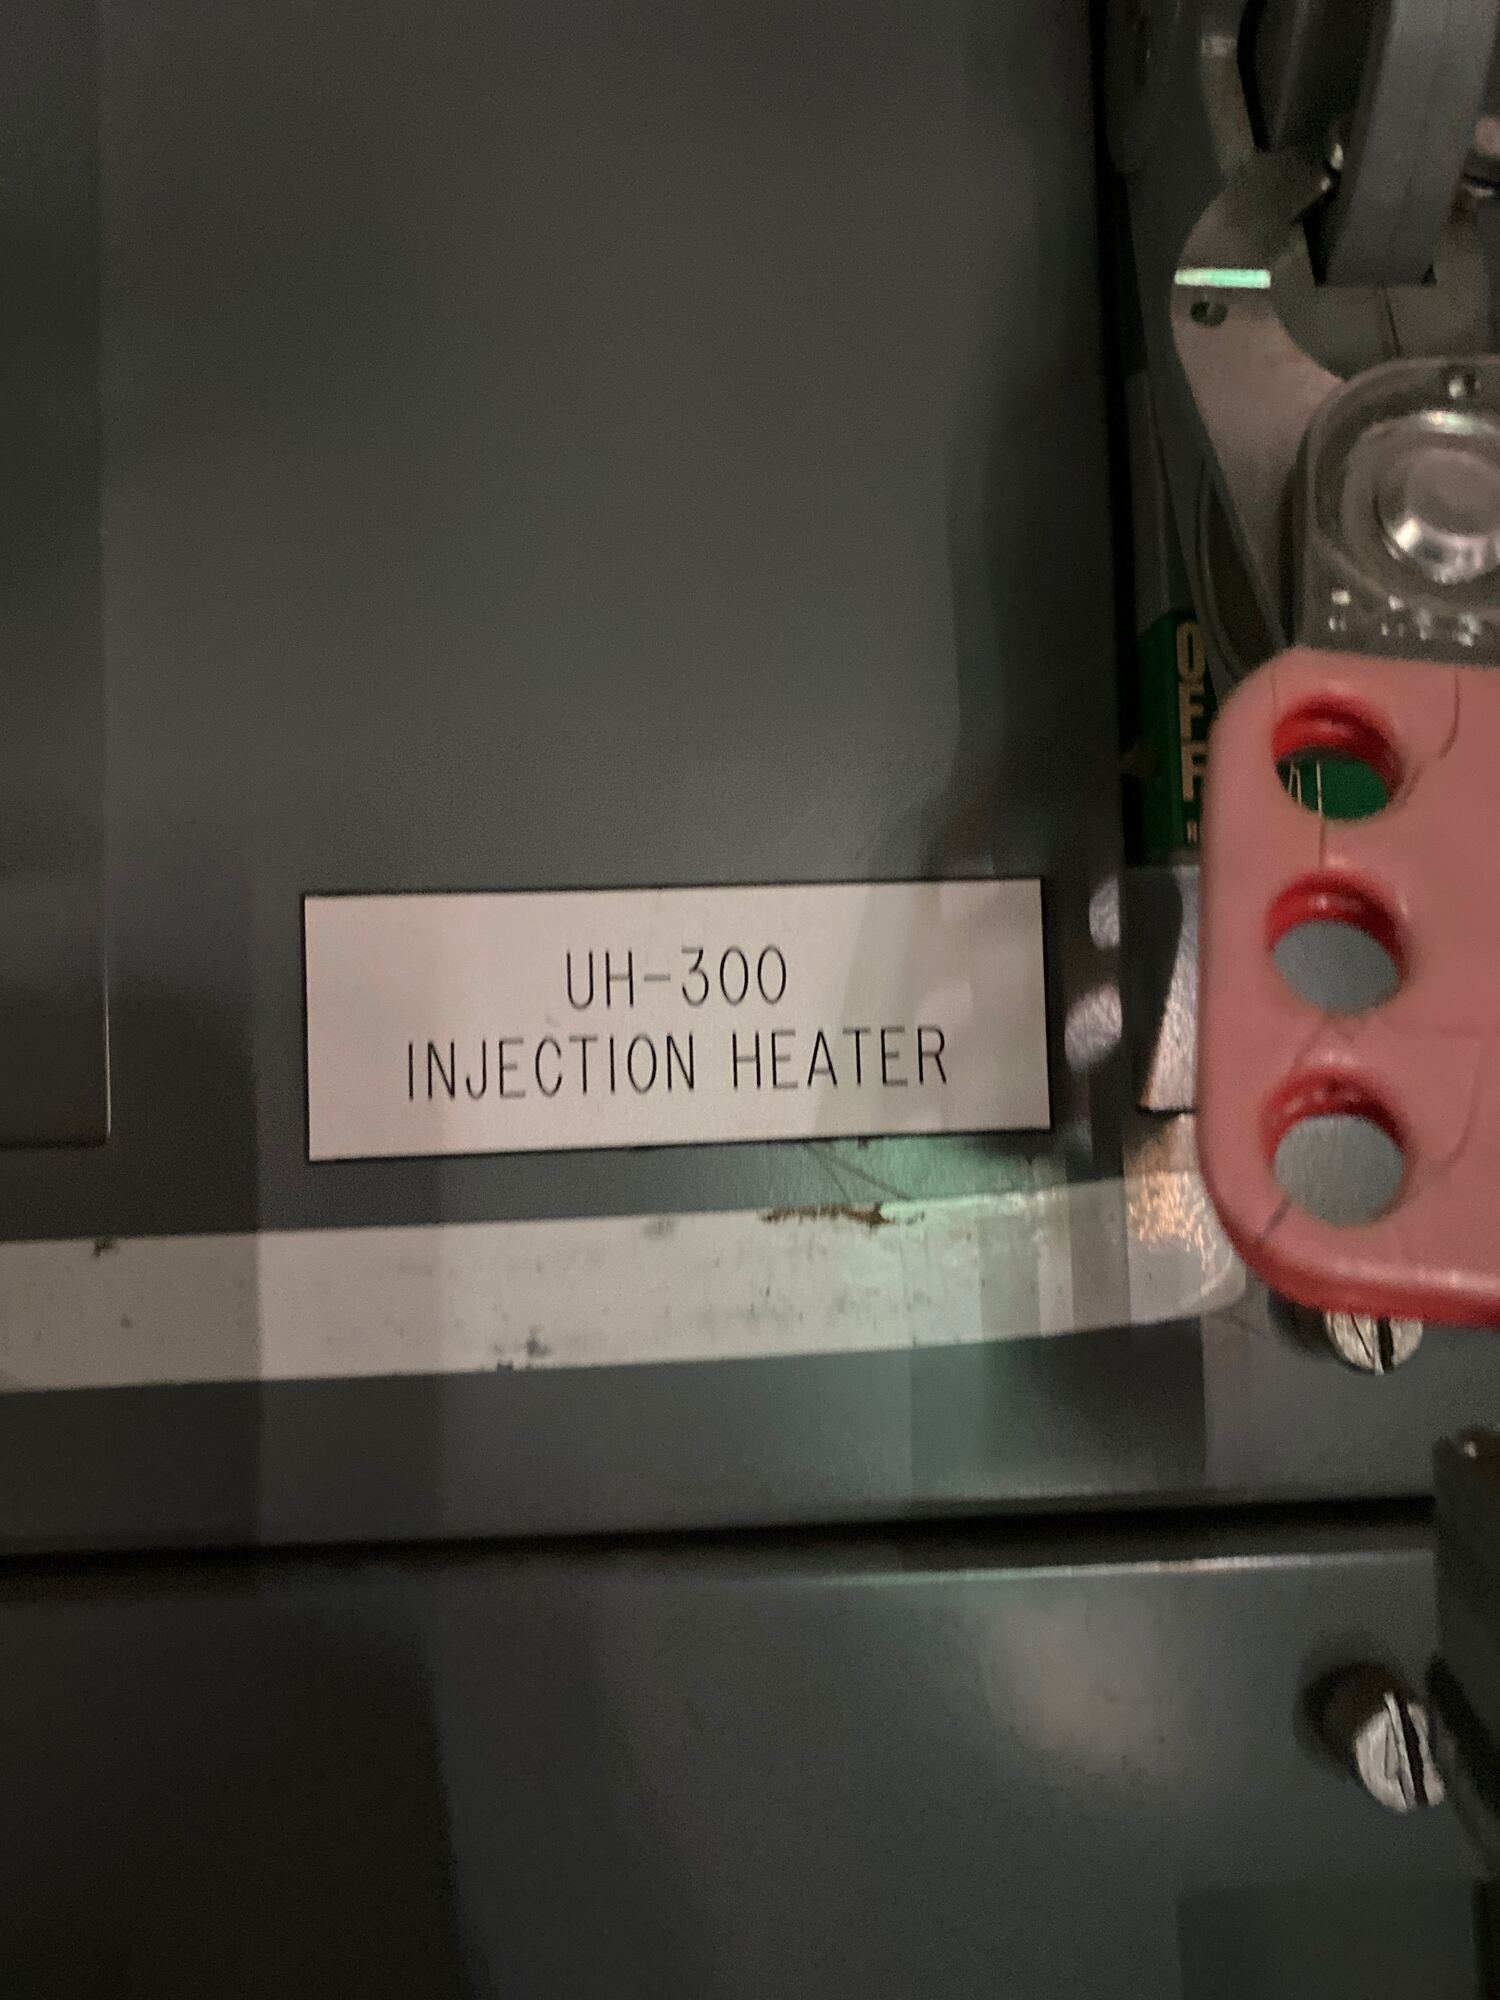 UH-300
INJECTION HEATER
OFF